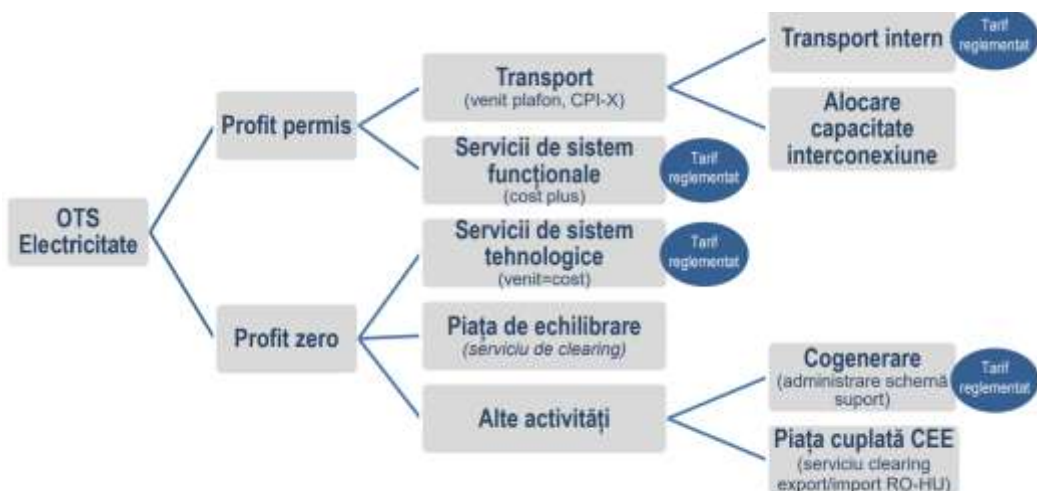 OTS
Electricitate
Profit permis
Profit zero
Transport
(venit plafon, CPI-X)
Servicii de sistem
funcționale
(cost plus)
Tarif
reglementat
Servicii de sistem
tehnologice
(venit=cost)
Tarif
reglementat
Piața de echilibrare
(serviciu de clearing)
Alte activități
Transport intern
Tarif
reglementat
Alocare
capacitate
interconexiune
Cogenerare
(administrare schemă
suport)
Tarif
reglementat
Piața cuplată CEE
(serviciu clearing
export/import RO-HU)